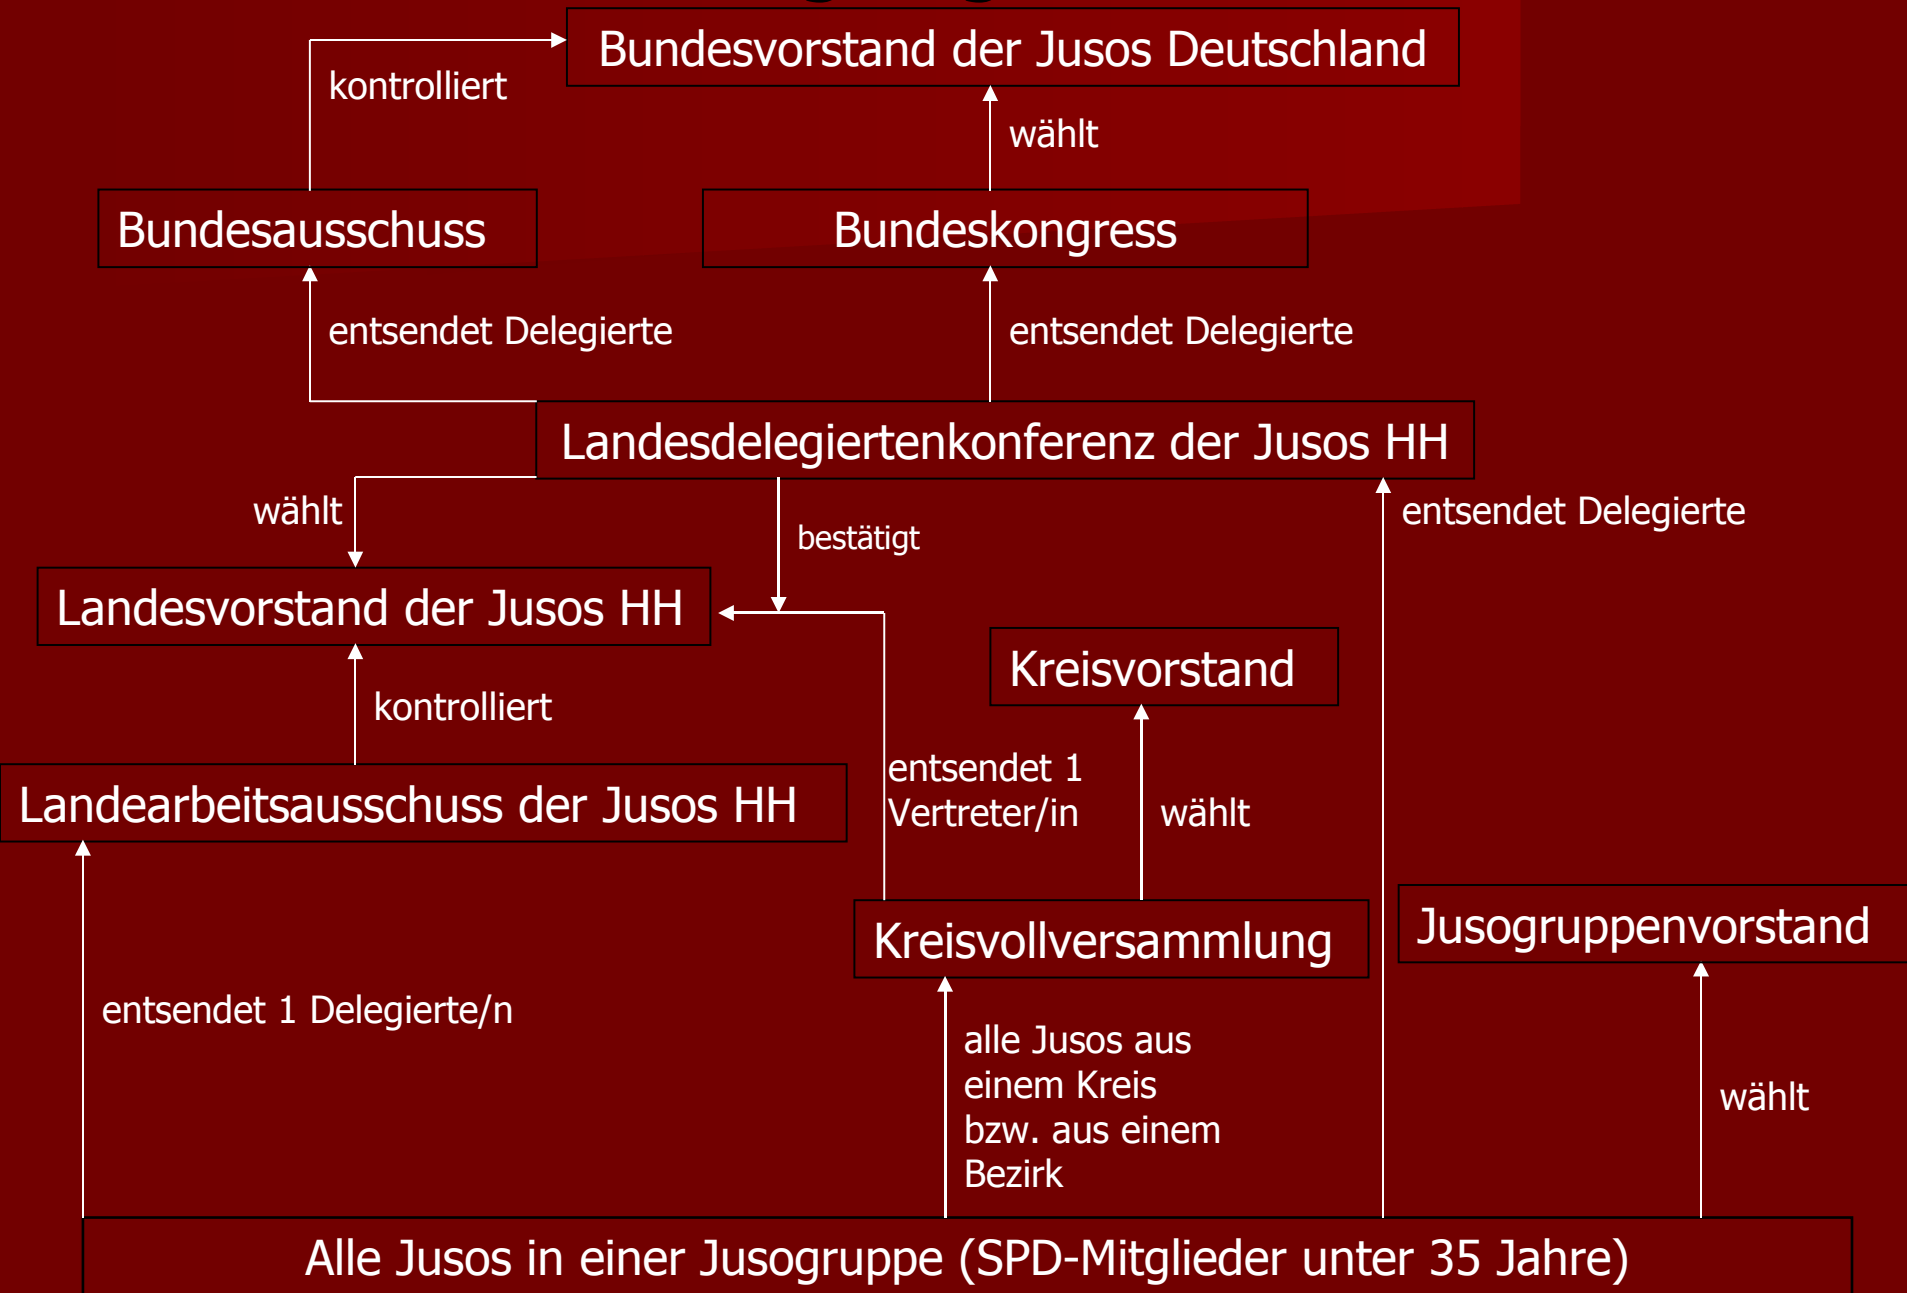 Bundesvorstand der Jusos Deutschland
kontrolliert
wählt
Bundesausschuss
Bundeskongress
entsendet Delegierte
entsendet Delegierte
Landesdelegiertenkonferenz der Jusos HH
wählt
entsendet Delegierte
bestätigt
Landesvorstand der Jusos HH
Kreisvorstand
kontrolliert
entsendet 1
Vertreter/in
wählt
Landearbeitsausschuss der Jusos HH
Jusogruppenvorstand
Kreisvollversammlung
entsendet 1 Delegierte/n
alle Jusos aus
einem Kreis
bzw. aus einem
Bezirk
wählt
Alle Jusos in einer Jusogruppe (SPD-Mitglieder unter 35 Jahre)